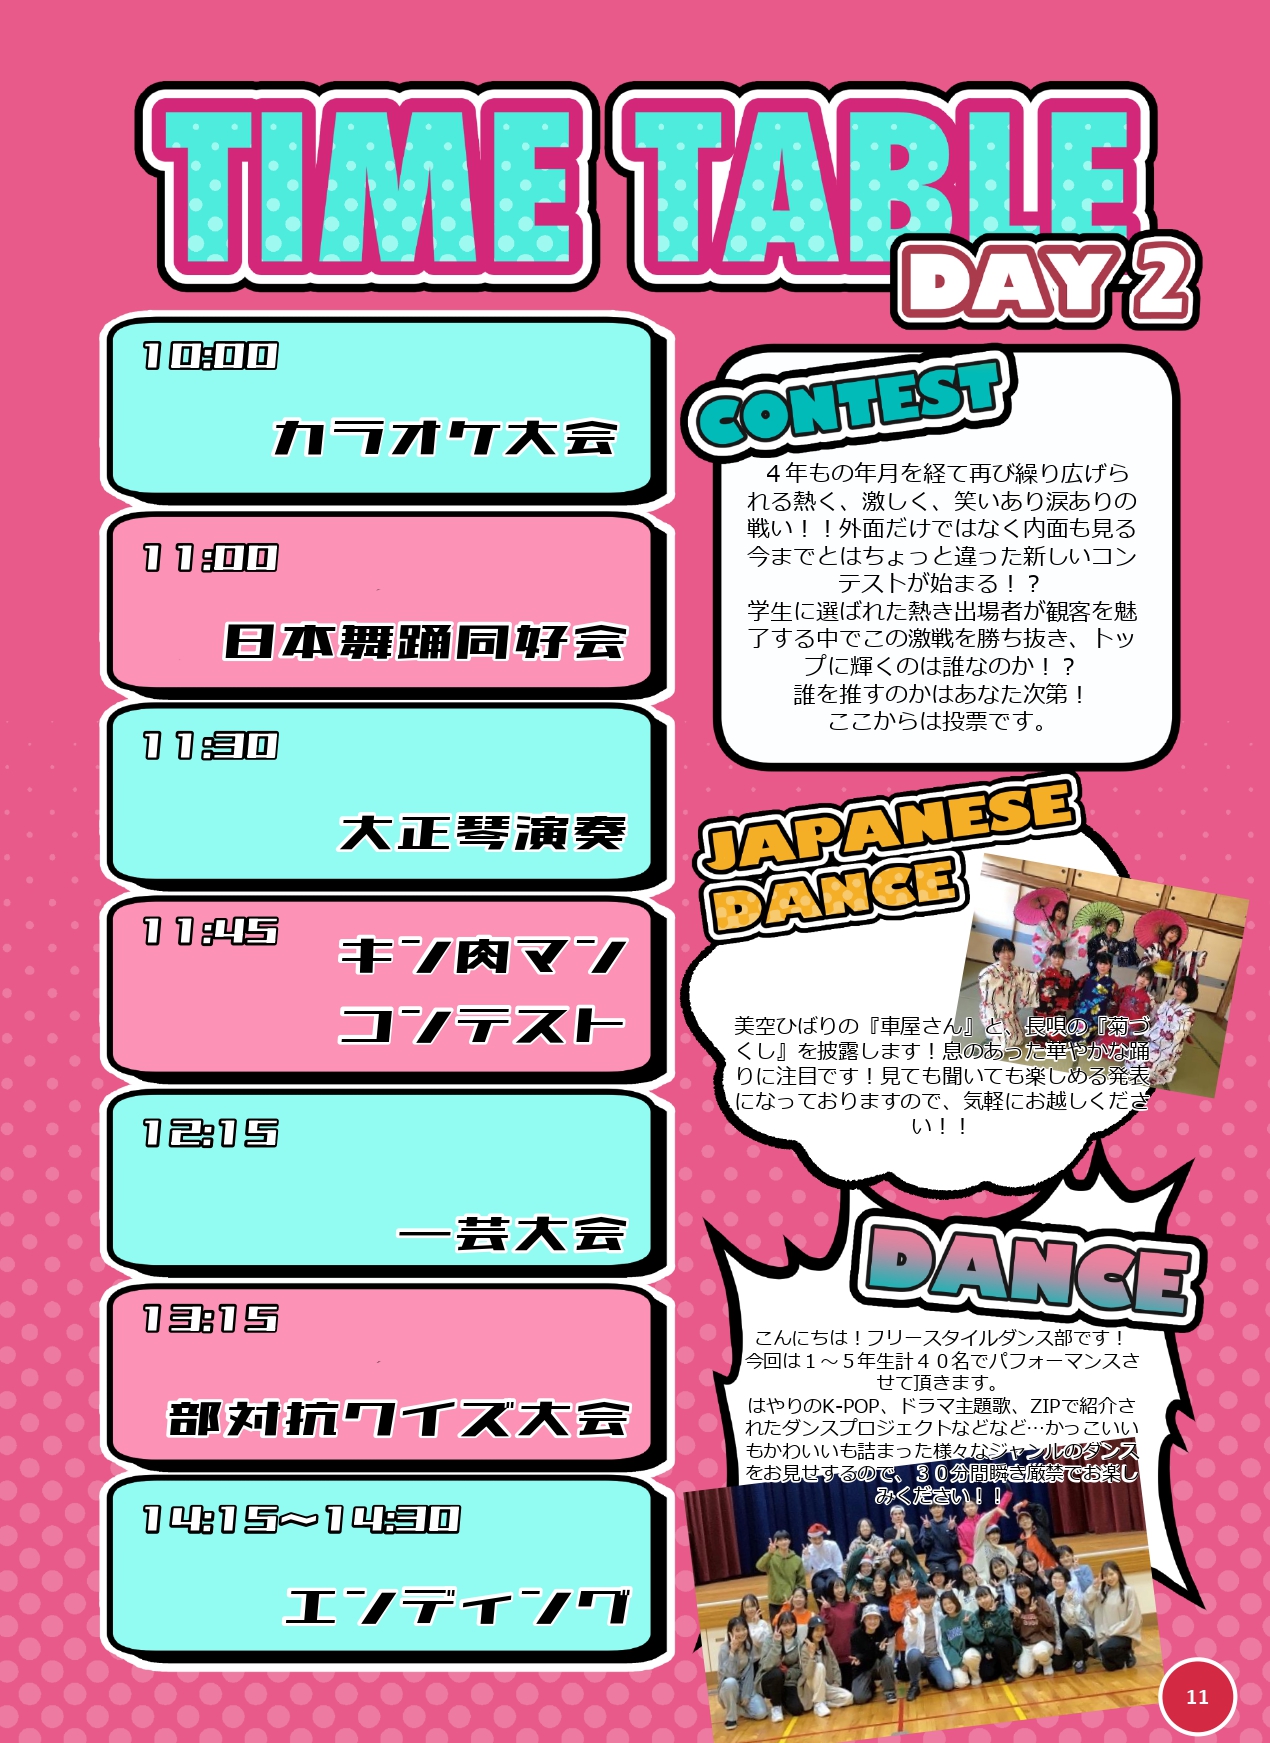 TIME TABLE
DAY 2
10:00
カラオケ大会
11:00
日本舞踊同好会
11:30
大正琴演奏
11:45
キン肉マン
コンテスト
12:15
一芸大会
13:15
部対抗クイズ大会
14:15～14:30
エンディング
CONTEST
４年もの年月を経て再び繰り広げら
れる熱く、激しく、笑いあり涙ありの
戦い！！外面だけではなく内面も見る
今までとはちょっと違った新しいコン
テストが始まる！？
学生に選ばれた熱き出場者が観客を魅
了する中でこの激戦を勝ち抜き、トッ
プに輝くのは誰なのか！？
誰を推すのかはあなた次第！
ここからは投票です。
JAPANESE
DANCE
美空ひばりの『車屋さん』と、長唄の『菊づ
くし』を披露します！息のあった華やかな踊
りに注目です！見ても聞いても楽しめる発表
になっておりますので、気軽にお越しくださ
い！！
DANCE
こんにちは！フリースタイルダンス部です！
今回は１～５年生計４０名でパフォーマンスさ
せて頂きます。
はやりのK-POP、ドラマ主題歌、ZIPで紹介さ
れたダンスプロジェクトなどなど…かっこいい
もかわいいも詰まった様々なジャンルのダンス
をお見せするので、３０分間瞬き厳禁でお楽し
みください！！
11